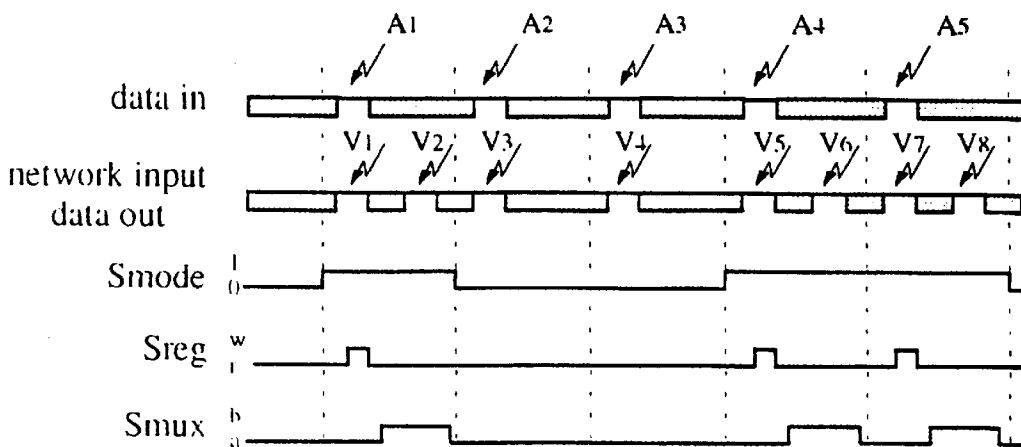 A1 A2 A3 A4 A5
data in
V1 V2 V3 V4 V5 V6 V7 V8
network input
data out
Smode 1 0
Sreg w r
Smux b a